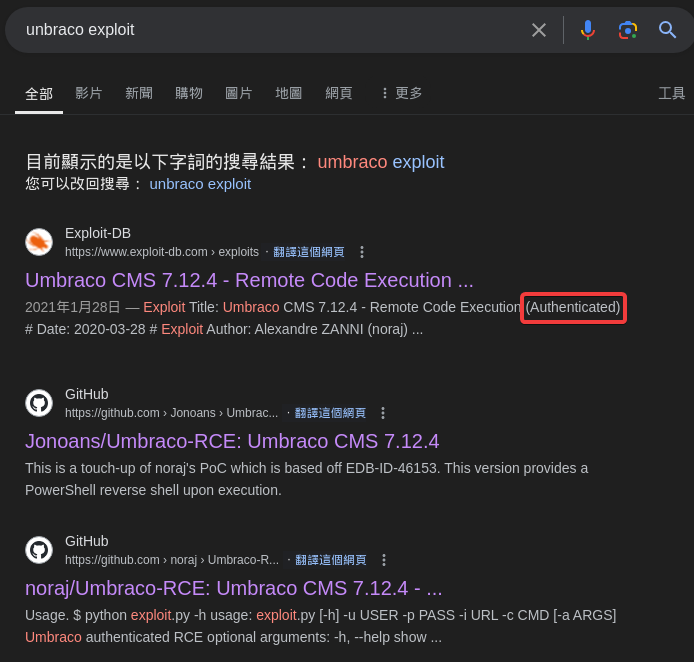 unbraco exploit
全部 影片 新聞 購物 圖片 地圖 網頁 更多 工具
目前顯示的是以下字詞的搜尋結果： umbraco exploit
您可以改回搜尋： unbraco exploit
Exploit-DB
https://www.exploit-db.com › exploits · 翻譯這個網頁
Umbraco CMS 7.12.4 - Remote Code Execution ...
2021年1月28日 — Exploit Title: Umbraco CMS 7.12.4 - Remote Code Execution (Authenticated)
# Date: 2020-03-28 # Exploit Author: Alexandre ZANNI (noraj) ...
GitHub
https://github.com › Jonoans › Umbrac... · 翻譯這個網頁
Jonoans/Umbraco-RCE: Umbraco CMS 7.12.4
This is a touch-up of noraj's PoC which is based off EDB-ID-46153. This version provides a
PowerShell reverse shell upon execution.
GitHub
https://github.com › noraj › Umbraco-R... · 翻譯這個網頁
noraj/Umbraco-RCE: Umbraco CMS 7.12.4 - ...
Usage. $ python exploit.py -h usage: exploit.py [-h] -u USER -p PASS -i URL -c CMD [-a ARGS]
Umbraco authenticated RCE optional arguments: -h, --help show ...